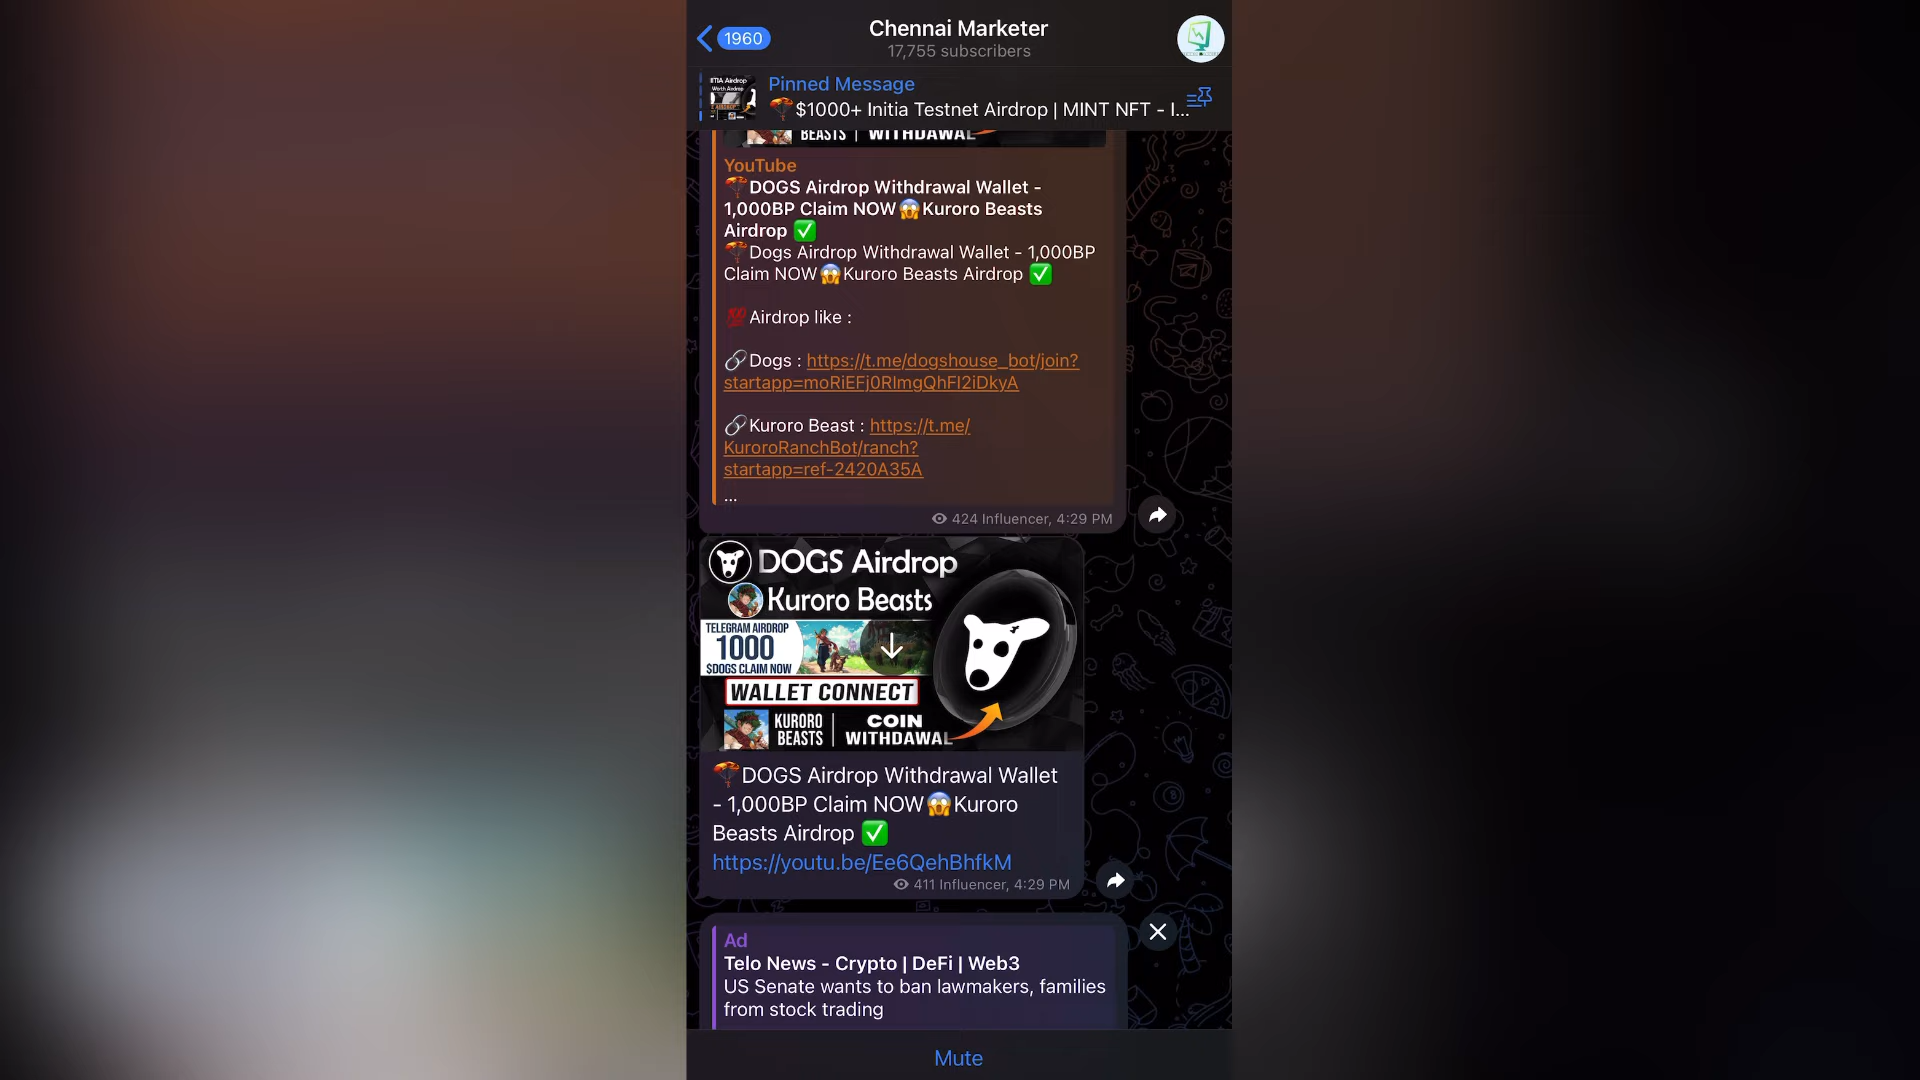 1960
Chennai Marketer
17,755 subscribers
Pinned Message
🪂$1000+ Initia Testnet Airdrop | MINT NFT - I...
BEASTS | WITHDAWAL
YouTube
🪂DOGS Airdrop Withdrawal Wallet -
1,000BP Claim NOW😱Kuroro Beasts
Airdrop ✅
🪂Dogs Airdrop Withdrawal Wallet - 1,000BP
Claim NOW😱Kuroro Beasts Airdrop ✅
💯Airdrop like :
🔗Dogs : https://t.me/dogshouse_bot/join?
startapp=moRiEFj0RlmgQhFI2iDkyA
🔗Kuroro Beast : https://t.me/
KuroroRanchBot/ranch?
startapp=ref-2420A35A
...
424 Influencer, 4:29 PM
DOGS Airdrop
Kuroro Beasts
TELEGRAM AIRDROP
1000
$DOGS CLAIM NOW
WALLET CONNECT
KURORO BEASTS | COIN WITHDAWAL
🪂DOGS Airdrop Withdrawal Wallet
- 1,000BP Claim NOW😱Kuroro
Beasts Airdrop ✅
https://youtu.be/Ee6QehBhfkM
411 Influencer, 4:29 PM
Ad
Telo News - Crypto | DeFi | Web3
US Senate wants to ban lawmakers, families
from stock trading
Mute